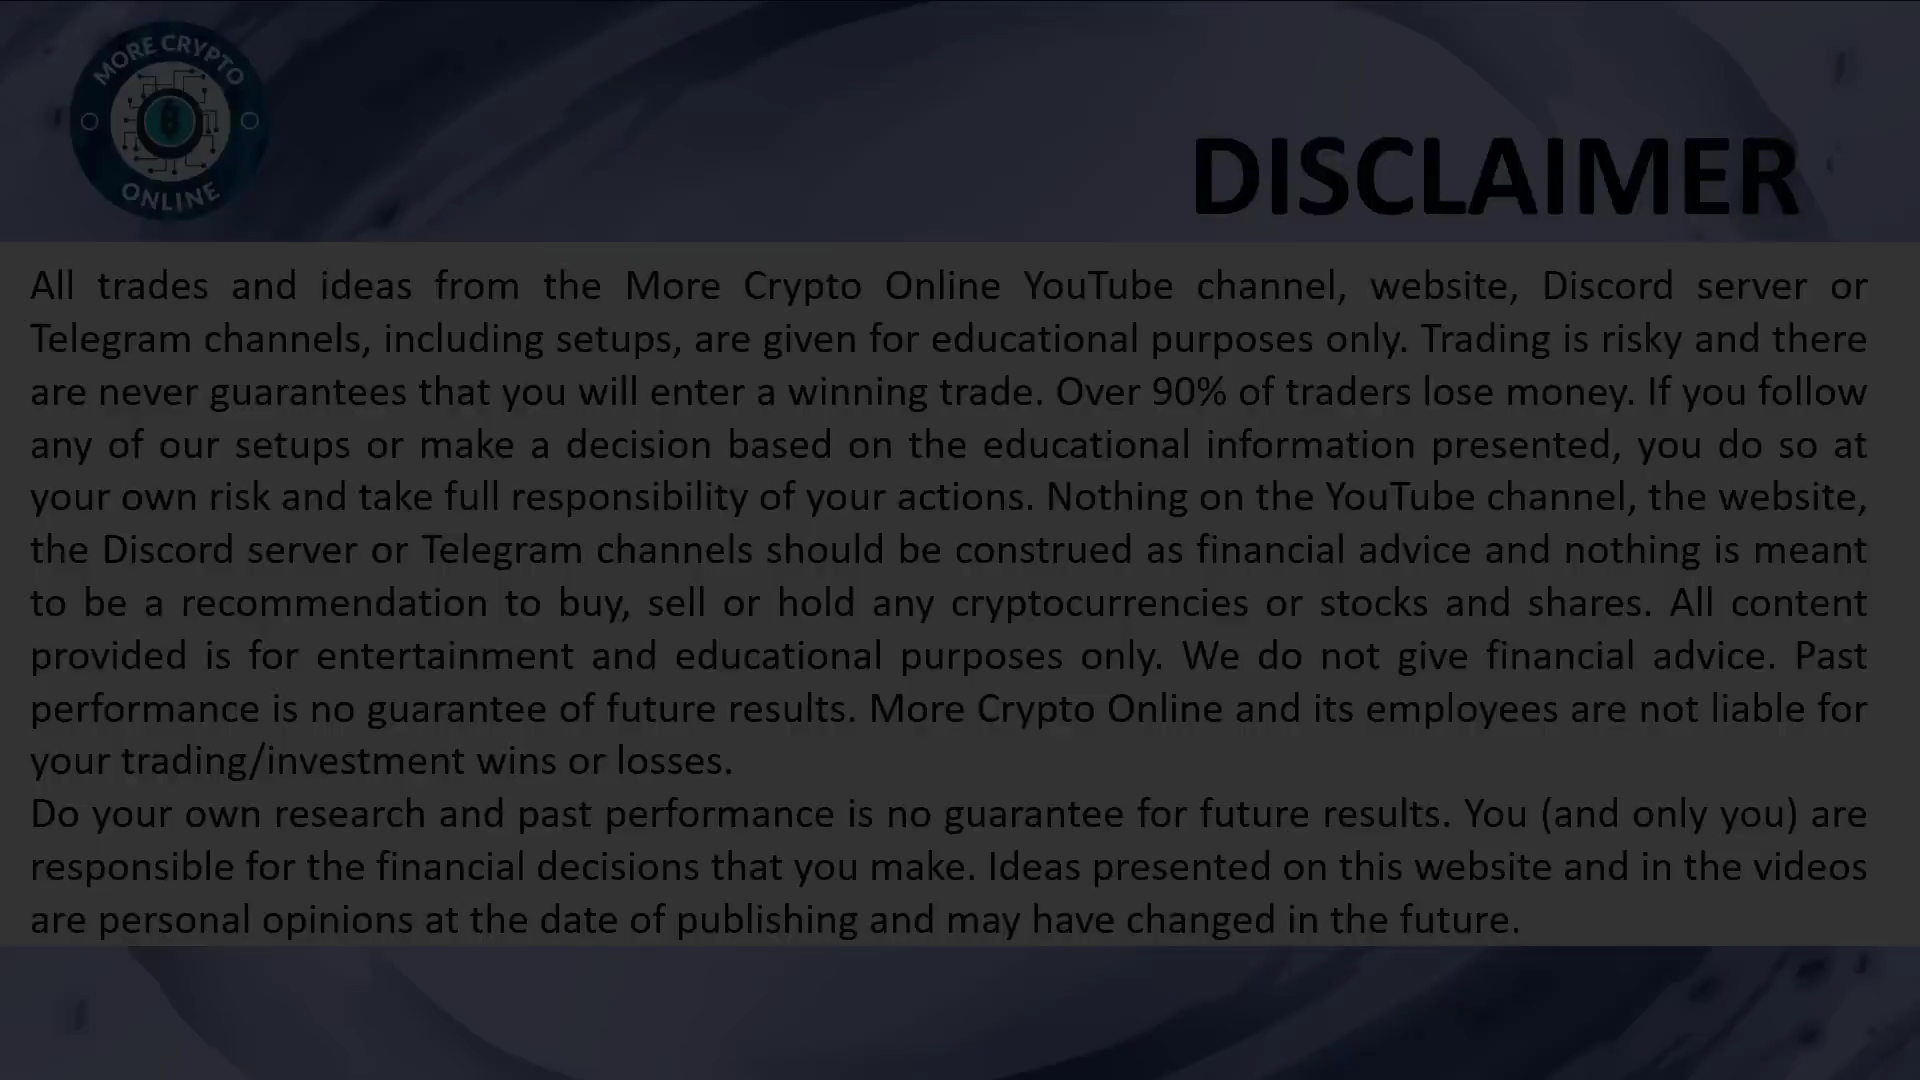 MORE CRYPTO
ONLINE
DISCLAIMER
All trades and ideas from the More Crypto Online YouTube channel, website, Discord server or
Telegram channels, including setups, are given for educational purposes only. Trading is risky and there
are never guarantees that you will enter a winning trade. Over 90% of traders lose money. If you follow
any of our setups or make a decision based on the educational information presented, you do so at
your own risk and take full responsibility of your actions. Nothing on the YouTube channel, the website,
the Discord server or Telegram channels should be construed as financial advice and nothing is meant
to be a recommendation to buy, sell or hold any cryptocurrencies or stocks and shares. All content
provided is for entertainment and educational purposes only. We do not give financial advice. Past
performance is no guarantee of future results. More Crypto Online and its employees are not liable for
your trading/investment wins or losses.
Do your own research and past performance is no guarantee for future results. You (and only you) are
responsible for the financial decisions that you make. Ideas presented on this website and in the videos
are personal opinions at the date of publishing and may have changed in the future.